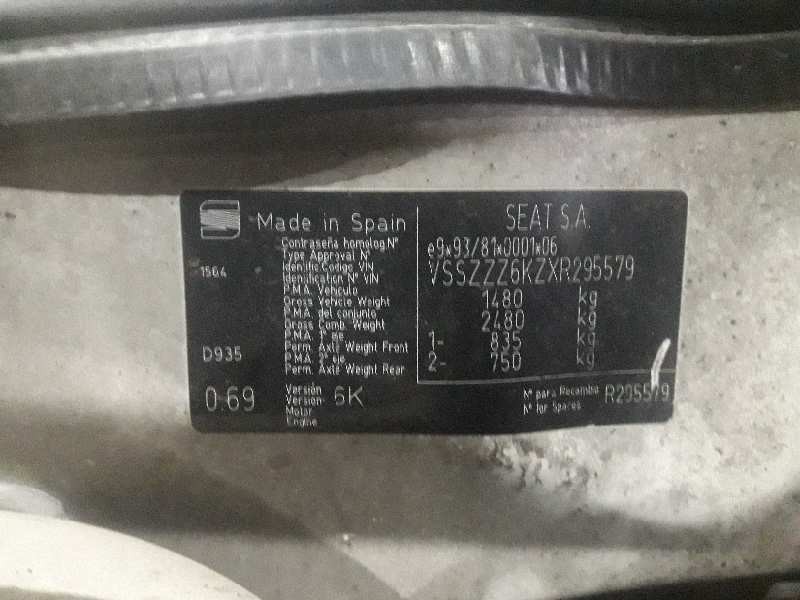 Made in Spain
SEAT S.A.
Contraseña homolog.Nº
Type Approval Nº
e9*93/81*0001*06
1564
Identific.Código VIN
Identification Nº VIN
VSSZZZ6KZXR295579
P.M.A. Vehículo
Gross Vehicle Weight
1480 kg
P.M.A. del conjunto
Gross Comb. Weight
2480 kg
P.M.A. 1º eje
Perm. Axle Weight Front
1- 835 kg
D935
P.M.A. 2º eje
Perm. Axle Weight Rear
2- 750 kg
0.69
Versión
Version
6K
Motor
Engine
Nº para Recambio
Nº for Spares
R295579